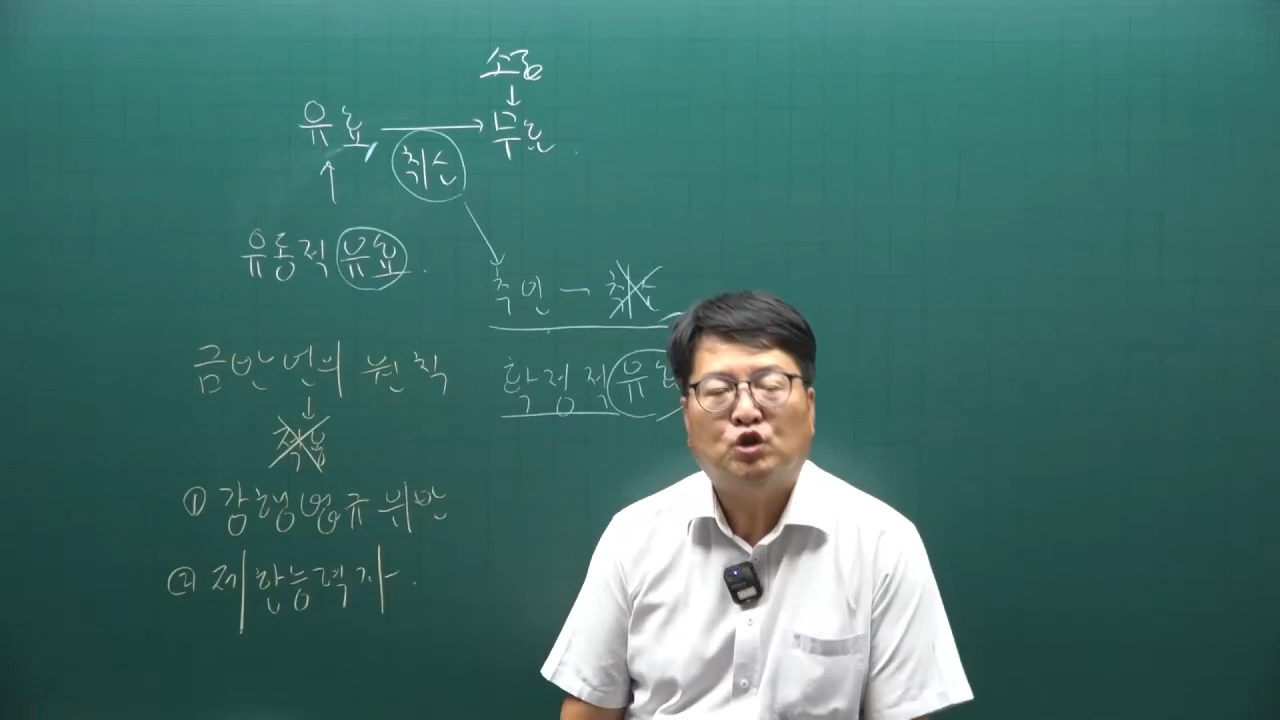 소급
↓
유효 → 무효
취소
↑
유동적 유효.
추인 - 취소
확정적 유효
금반언의 원칙
↓
적용
① 강행법규 위반
② 제한능력자.